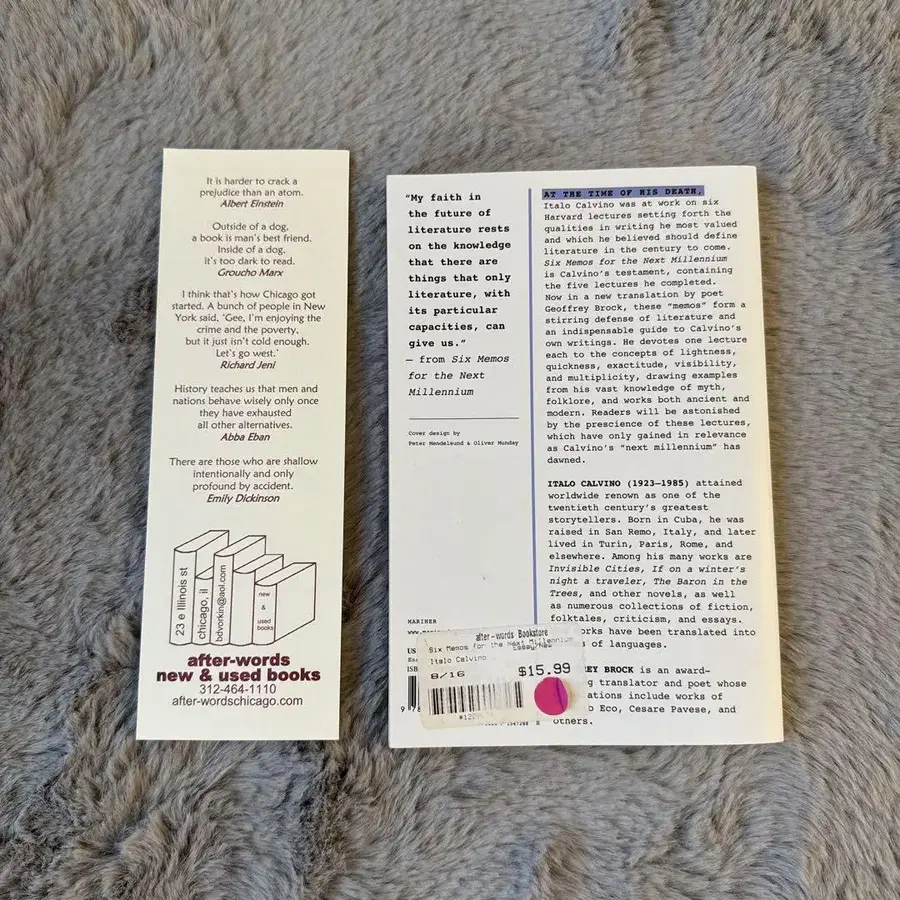 It is harder to crack a
prejudice than an atom.
Albert Einstein
Outside of a dog,
a book is man's best friend.
Inside of a dog,
it's too dark to read.
Groucho Marx
I think that's how Chicago got
started. A bunch of people in New
York said, 'Gee, I'm enjoying the
crime and the poverty,
but it just isn't cold enough.
Let's go west.'
Richard Jeni
History teaches us that men and
nations behave wisely only once
they have exhausted
all other alternatives.
Abba Eban
There are those who are shallow
intentionally and only
profound by accident.
Emily Dickinson
23 e Illinois st
chicago, il
bdvorkin@aol.com
new
&
used
books
after-words
new & used books
312-464-1110
after-wordschicago.com
"My faith in
the future of
literature rests
on the knowledge
that there are
things that only
literature, with
its particular
capacities, can
give us."
— from Six Memos
for the Next
Millennium
Cover design by
Peter Mendelsund & Oliver Munday
MARINER
AT THE TIME OF HIS DEATH,
Italo Calvino was at work on six
Harvard lectures setting forth the
qualities in writing he most valued
and which he believed should define
literature in the century to come.
Six Memos for the Next Millennium
is Calvino's testament, containing
the five lectures he completed.
Now in a new translation by poet
Geoffrey Brock, these "memos" form a
stirring defense of literature and
an indispensable guide to Calvino's
own writings. He devotes one lecture
each to the concepts of lightness,
quickness, exactitude, visibility,
and multiplicity, drawing examples
from his vast knowledge of myth,
folklore, and works both ancient and
modern. Readers will be astonished
by the prescience of these lectures,
which have only gained in relevance
as Calvino's "next millennium" has
dawned.
ITALO CALVINO (1923–1985) attained
worldwide renown as one of the
twentieth century's greatest
storytellers. Born in Cuba, he was
raised in San Remo, Italy, and later
lived in Turin, Paris, Rome, and
elsewhere. Among his many works are
Invisible Cities, If on a winter's
night a traveler, The Baron in the
Trees, and other novels, as well
as numerous collections of fiction,
folktales, criticism, and essays.
have been translated into
of languages.
BROCK is an award-
translator and poet whose
include works of
Eco, Cesare Pavese, and
others.
after-words Bookstore
Six Memos for the Next Millennium
Italo Calvino
8/16
$15.99